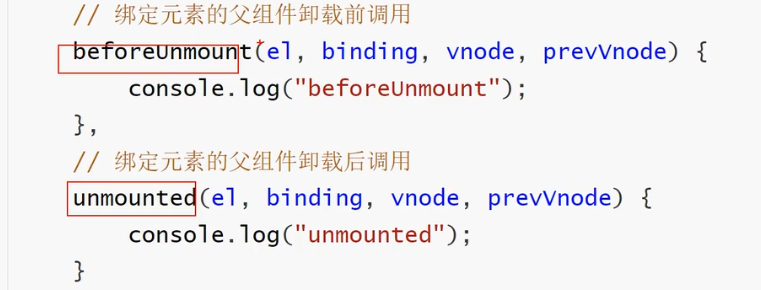 // 绑定元素的父组件卸载前调用
beforeUnmount(el, binding, vnode, prevVnode) {
console.log("beforeUnmount");
},
// 绑定元素的父组件卸载后调用
unmounted(el, binding, vnode, prevVnode) {
console.log("unmounted");
}